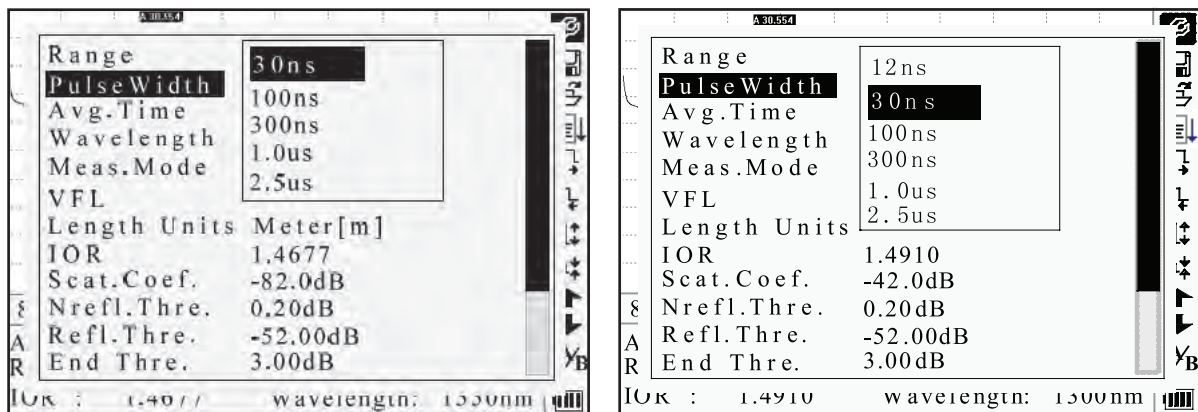 A 30.554
Range
PulseWidth
Avg.Time
Wavelength
Meas.Mode
VFL
Length Units Meter[m]
IOR 1.4677
Scat.Coef. -82.0dB
Nrefl.Thre. 0.20dB
Refl.Thre. -52.00dB
End Thre. 3.00dB
30ns
100ns
300ns
1.0us
2.5us
A
R
IOR : 1.4677 Wavelength: 1550nm
A 30.554
Range
PulseWidth
Avg.Time
Wavelength
Meas.Mode
VFL
Length Units
IOR 1.4910
Scat.Coef. -42.0dB
Nrefl.Thre. 0.20dB
Refl.Thre. -52.00dB
End Thre. 3.00dB
12ns
30ns
100ns
300ns
1.0us
2.5us
A
R
IOR : 1.4910 Wavelength: 1300nm